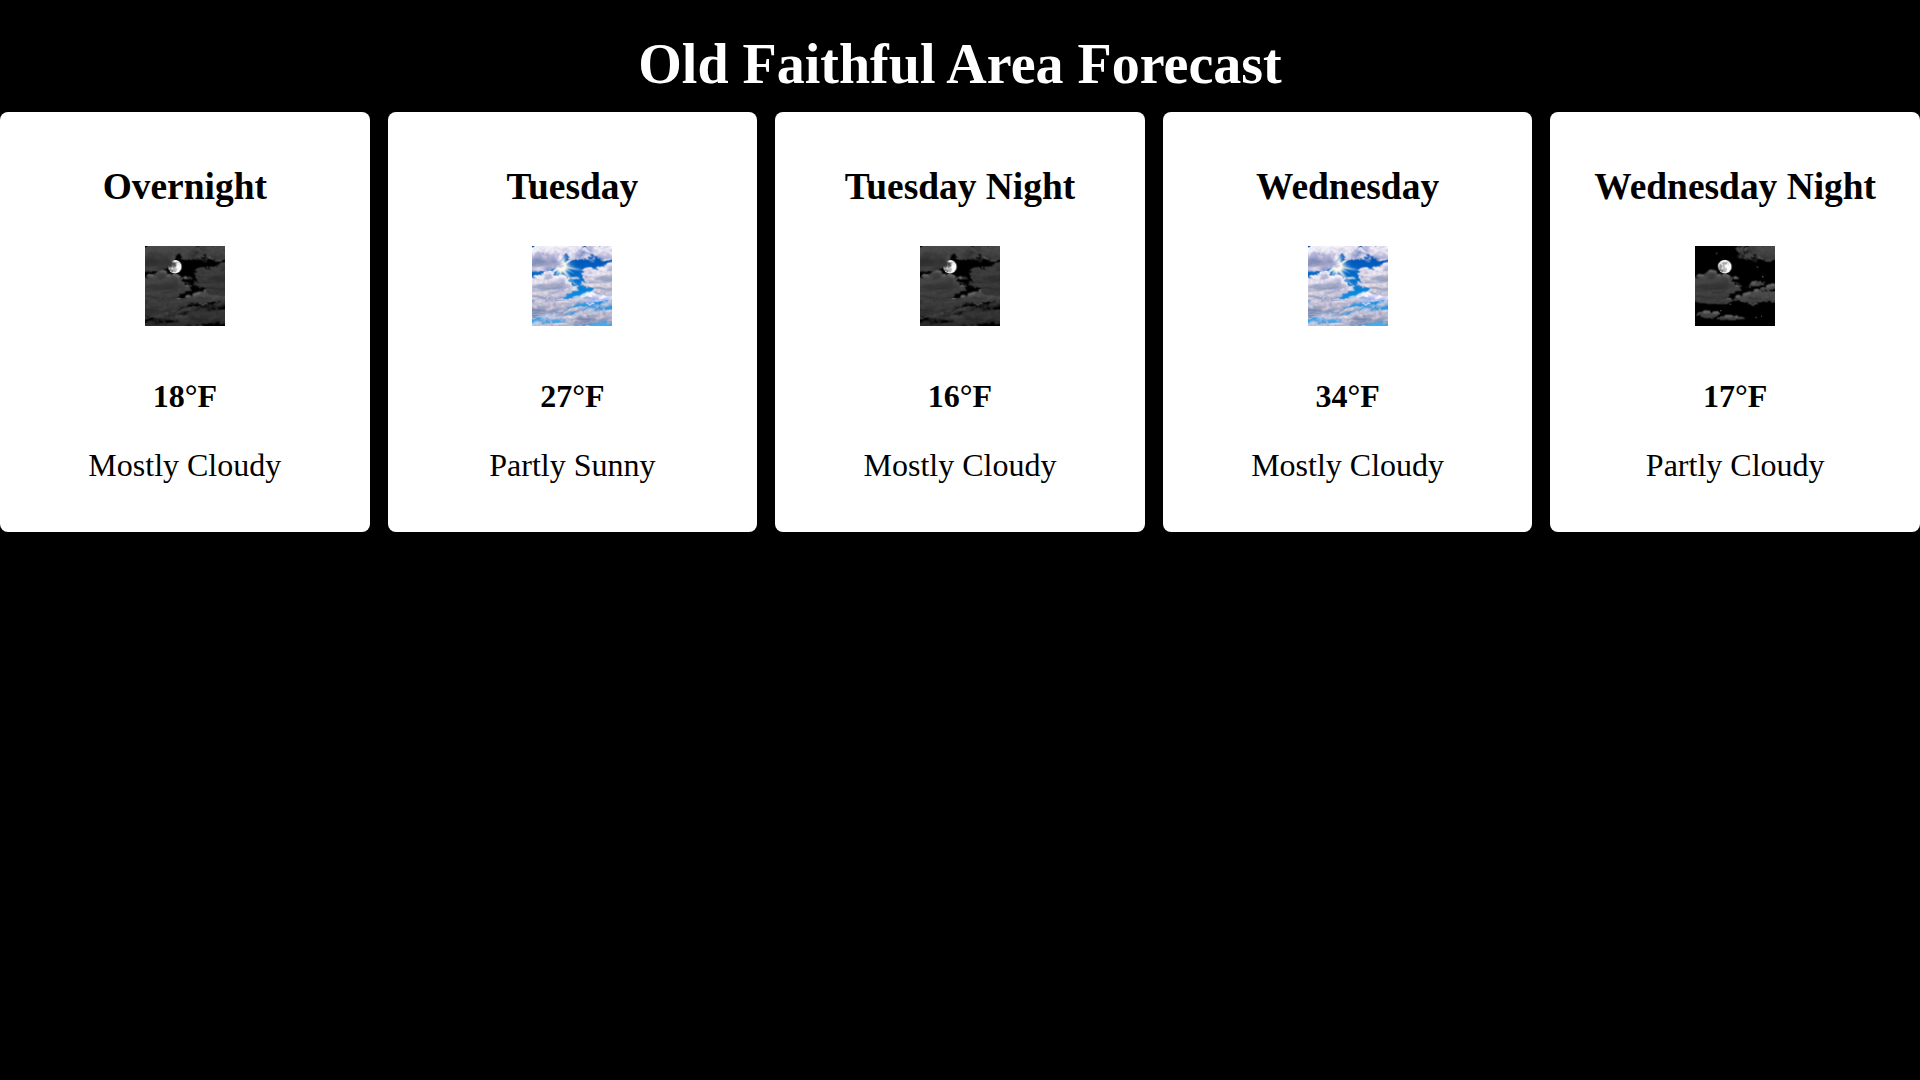 Old Faithful Area Forecast
Overnight
18°F
Mostly Cloudy
Tuesday
27°F
Partly Sunny
Tuesday Night
16°F
Mostly Cloudy
Wednesday
34°F
Mostly Cloudy
Wednesday Night
17°F
Partly Cloudy